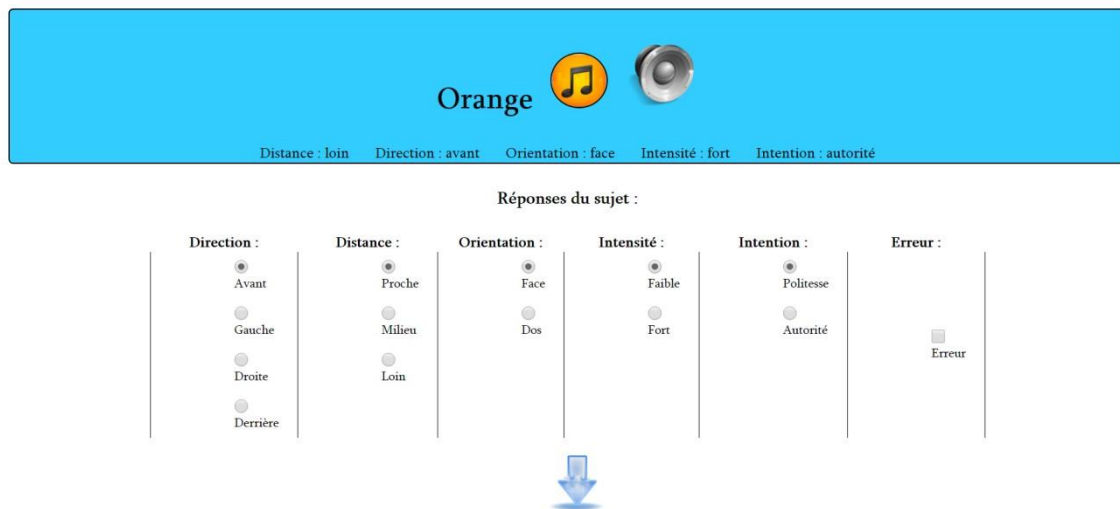 Orange
Distance : loin Direction : avant Orientation : face Intensité : fort Intention : autorité
Réponses du sujet :
Direction : Distance : Orientation : Intensité : Intention : Erreur :
Avant Proche Face Faible Politesse
Gauche Milieu Dos Fort Autorité
Erreur
Droite Loin
Derrière